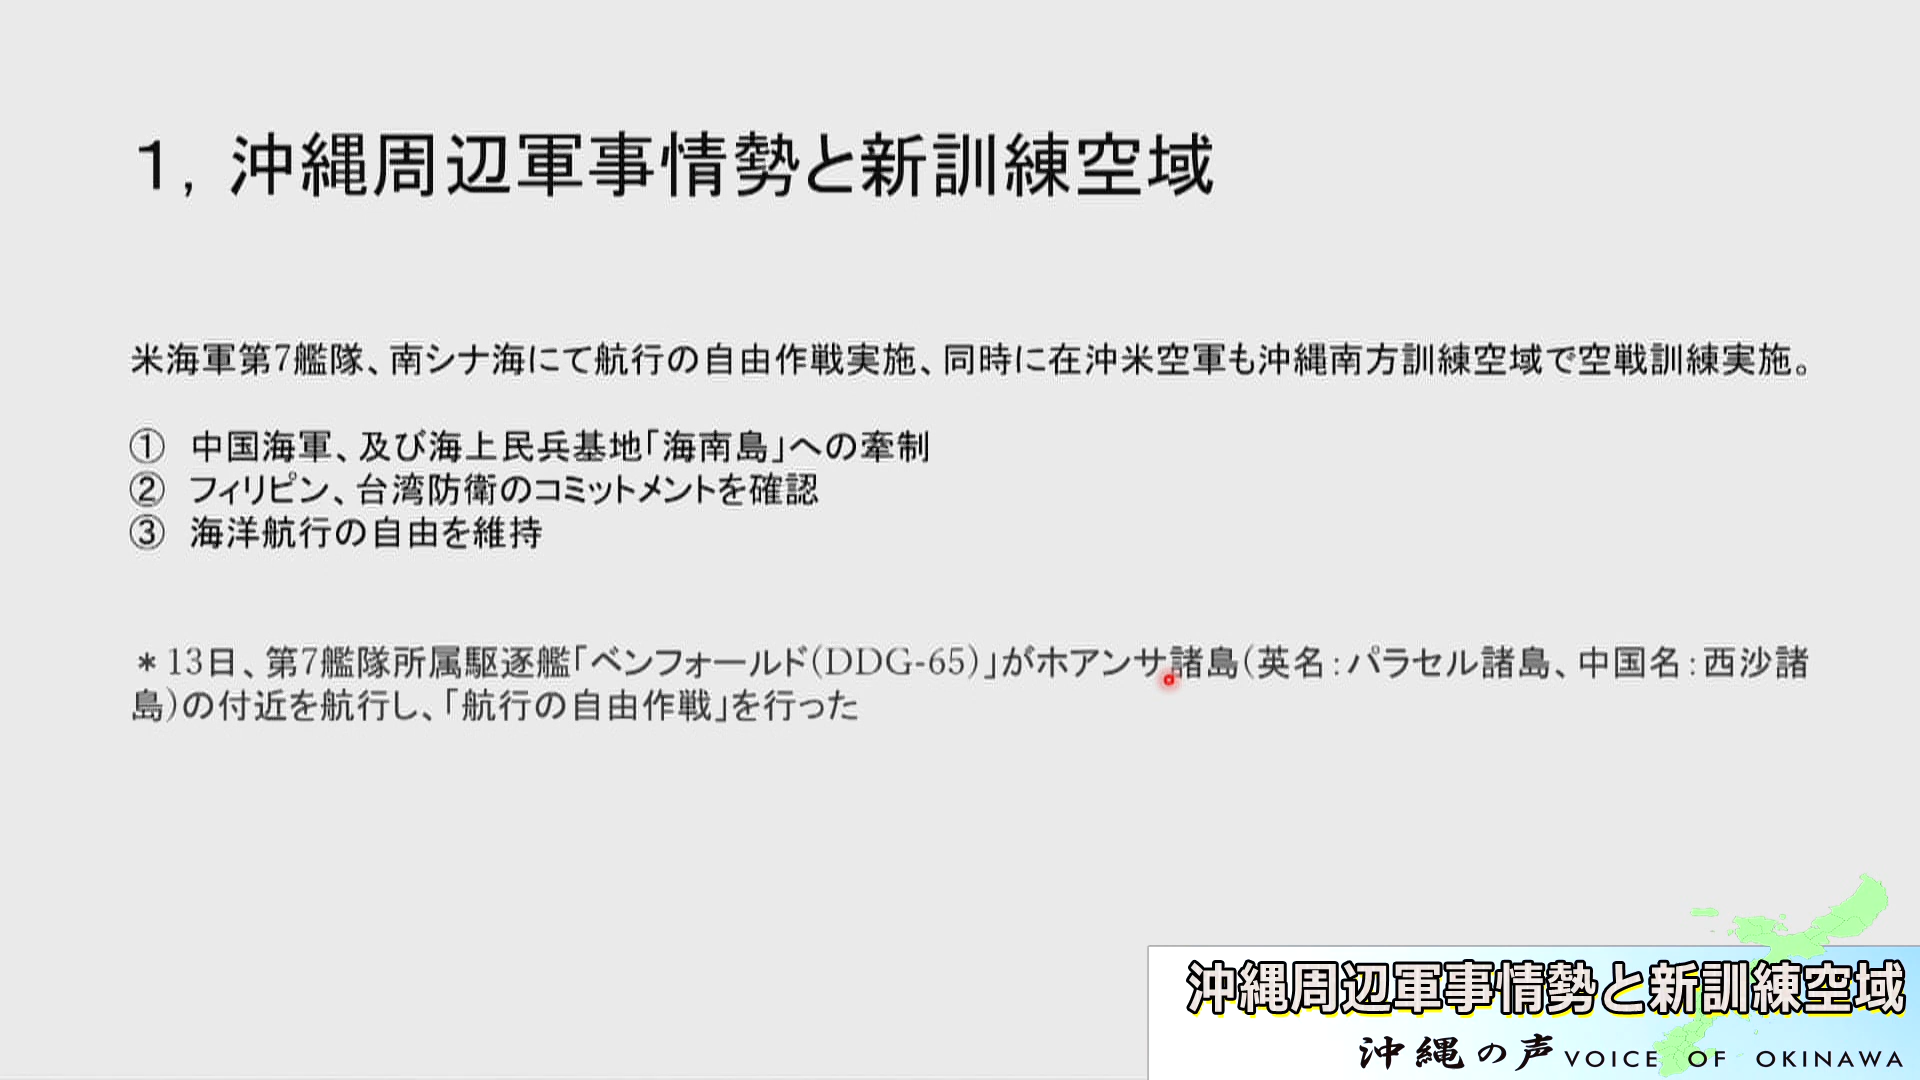 １，沖縄周辺軍事情勢と新訓練空域
米海軍第7艦隊、南シナ海にて航行の自由作戦実施、同時に在沖米空軍も沖縄南方訓練空域で空戦訓練実施。
① 中国海軍、及び海上民兵基地｢海南島｣への牽制
② フィリピン、台湾防衛のコミットメントを確認
③ 海洋航行の自由を維持
＊13日、第7艦隊所属駆逐艦｢ベンフォールド(DDG-65)｣がホアンサ諸島(英名:パラセル諸島、中国名:西沙諸
島)の付近を航行し、｢航行の自由作戦｣を行った
沖縄周辺軍事情勢と新訓練空域
沖縄の声 VOICE OF OKINAWA